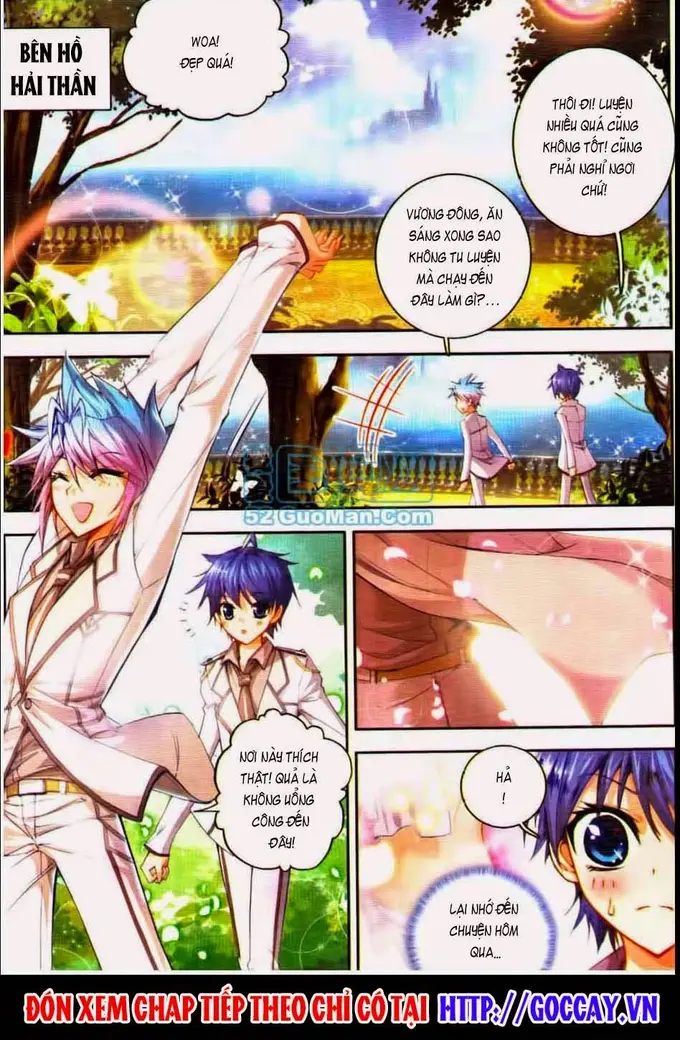 BÊN HỒ
HẢI THẦN
WOA!
ĐẸP QUÁ!
THÔI ĐI! LUYỆN
NHIỀU QUÁ CŨNG
KHÔNG TỐT! CŨNG
PHẢI NGHỈ NGƠI
CHỨ!
VƯƠNG ĐÔNG, ĂN
SÁNG XONG SAO
KHÔNG TU LUYỆN
MÀ CHẠY ĐẾN
ĐÂY LÀM GÌ?...
52GuoMan.Com
NƠI NÀY THÍCH
THẬT! QUẢ LÀ
KHÔNG UỔNG
CÔNG ĐẾN
ĐÂY!
HẢ
!
LẠI NHỚ ĐẾN
CHUYỆN HÔM
QUA...
ĐÓN XEM CHAP TIẾP THEO CHỈ CÓ TẠI HTTP://GOCCAY.VN